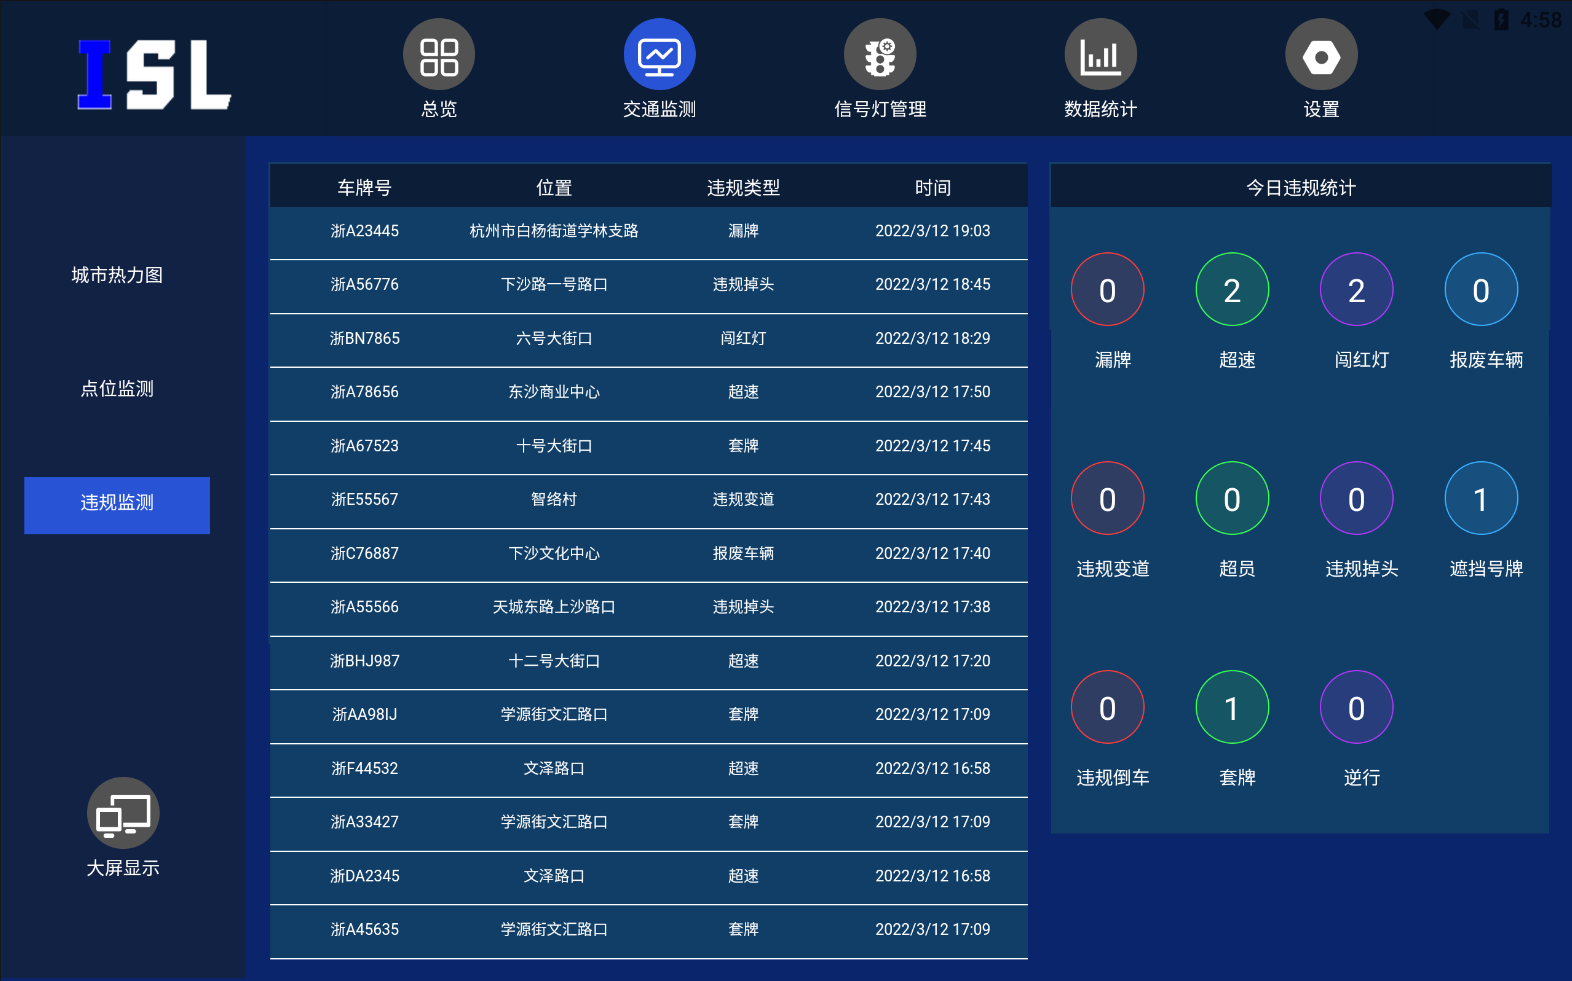 4:58
ISL
总览
交通监测
信号灯管理
数据统计
设置
城市热力图
点位监测
违规监测
大屏显示
车牌号 位置 违规类型 时间
浙A23445 杭州市白杨街道学林支路 漏牌 2022/3/12 19:03
浙A56776 下沙路一号路口 违规掉头 2022/3/12 18:45
浙BN7865 六号大街口 闯红灯 2022/3/12 18:29
浙A78656 东沙商业中心 超速 2022/3/12 17:50
浙A67523 十号大街口 套牌 2022/3/12 17:45
浙E55567 智络村 违规变道 2022/3/12 17:43
浙C76887 下沙文化中心 报废车辆 2022/3/12 17:40
浙A55566 天城东路上沙路口 违规掉头 2022/3/12 17:38
浙BHJ987 十二号大街口 超速 2022/3/12 17:20
浙AA98IJ 学源街文汇路口 套牌 2022/3/12 17:09
浙F44532 文泽路口 超速 2022/3/12 16:58
浙A33427 学源街文汇路口 套牌 2022/3/12 17:09
浙DA2345 文泽路口 超速 2022/3/12 16:58
浙A45635 学源街文汇路口 套牌 2022/3/12 17:09
今日违规统计
0 2 2 0
漏牌 超速 闯红灯 报废车辆
0 0 0 1
违规变道 超员 违规掉头 遮挡号牌
0 1 0
违规倒车 套牌 逆行